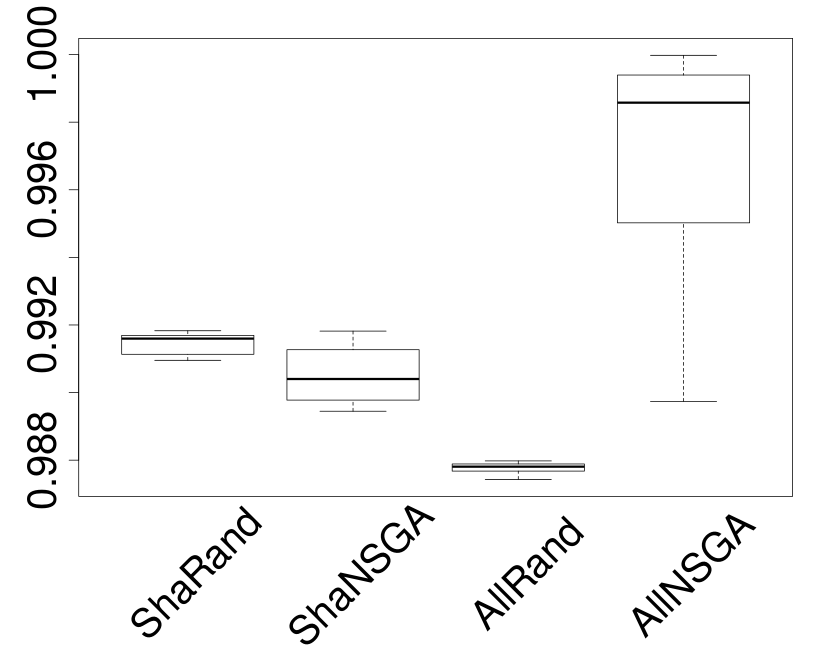 1.000
0.996
0.992
0.988
ShaRand
ShaNSGA
AllRand
AllNSGA